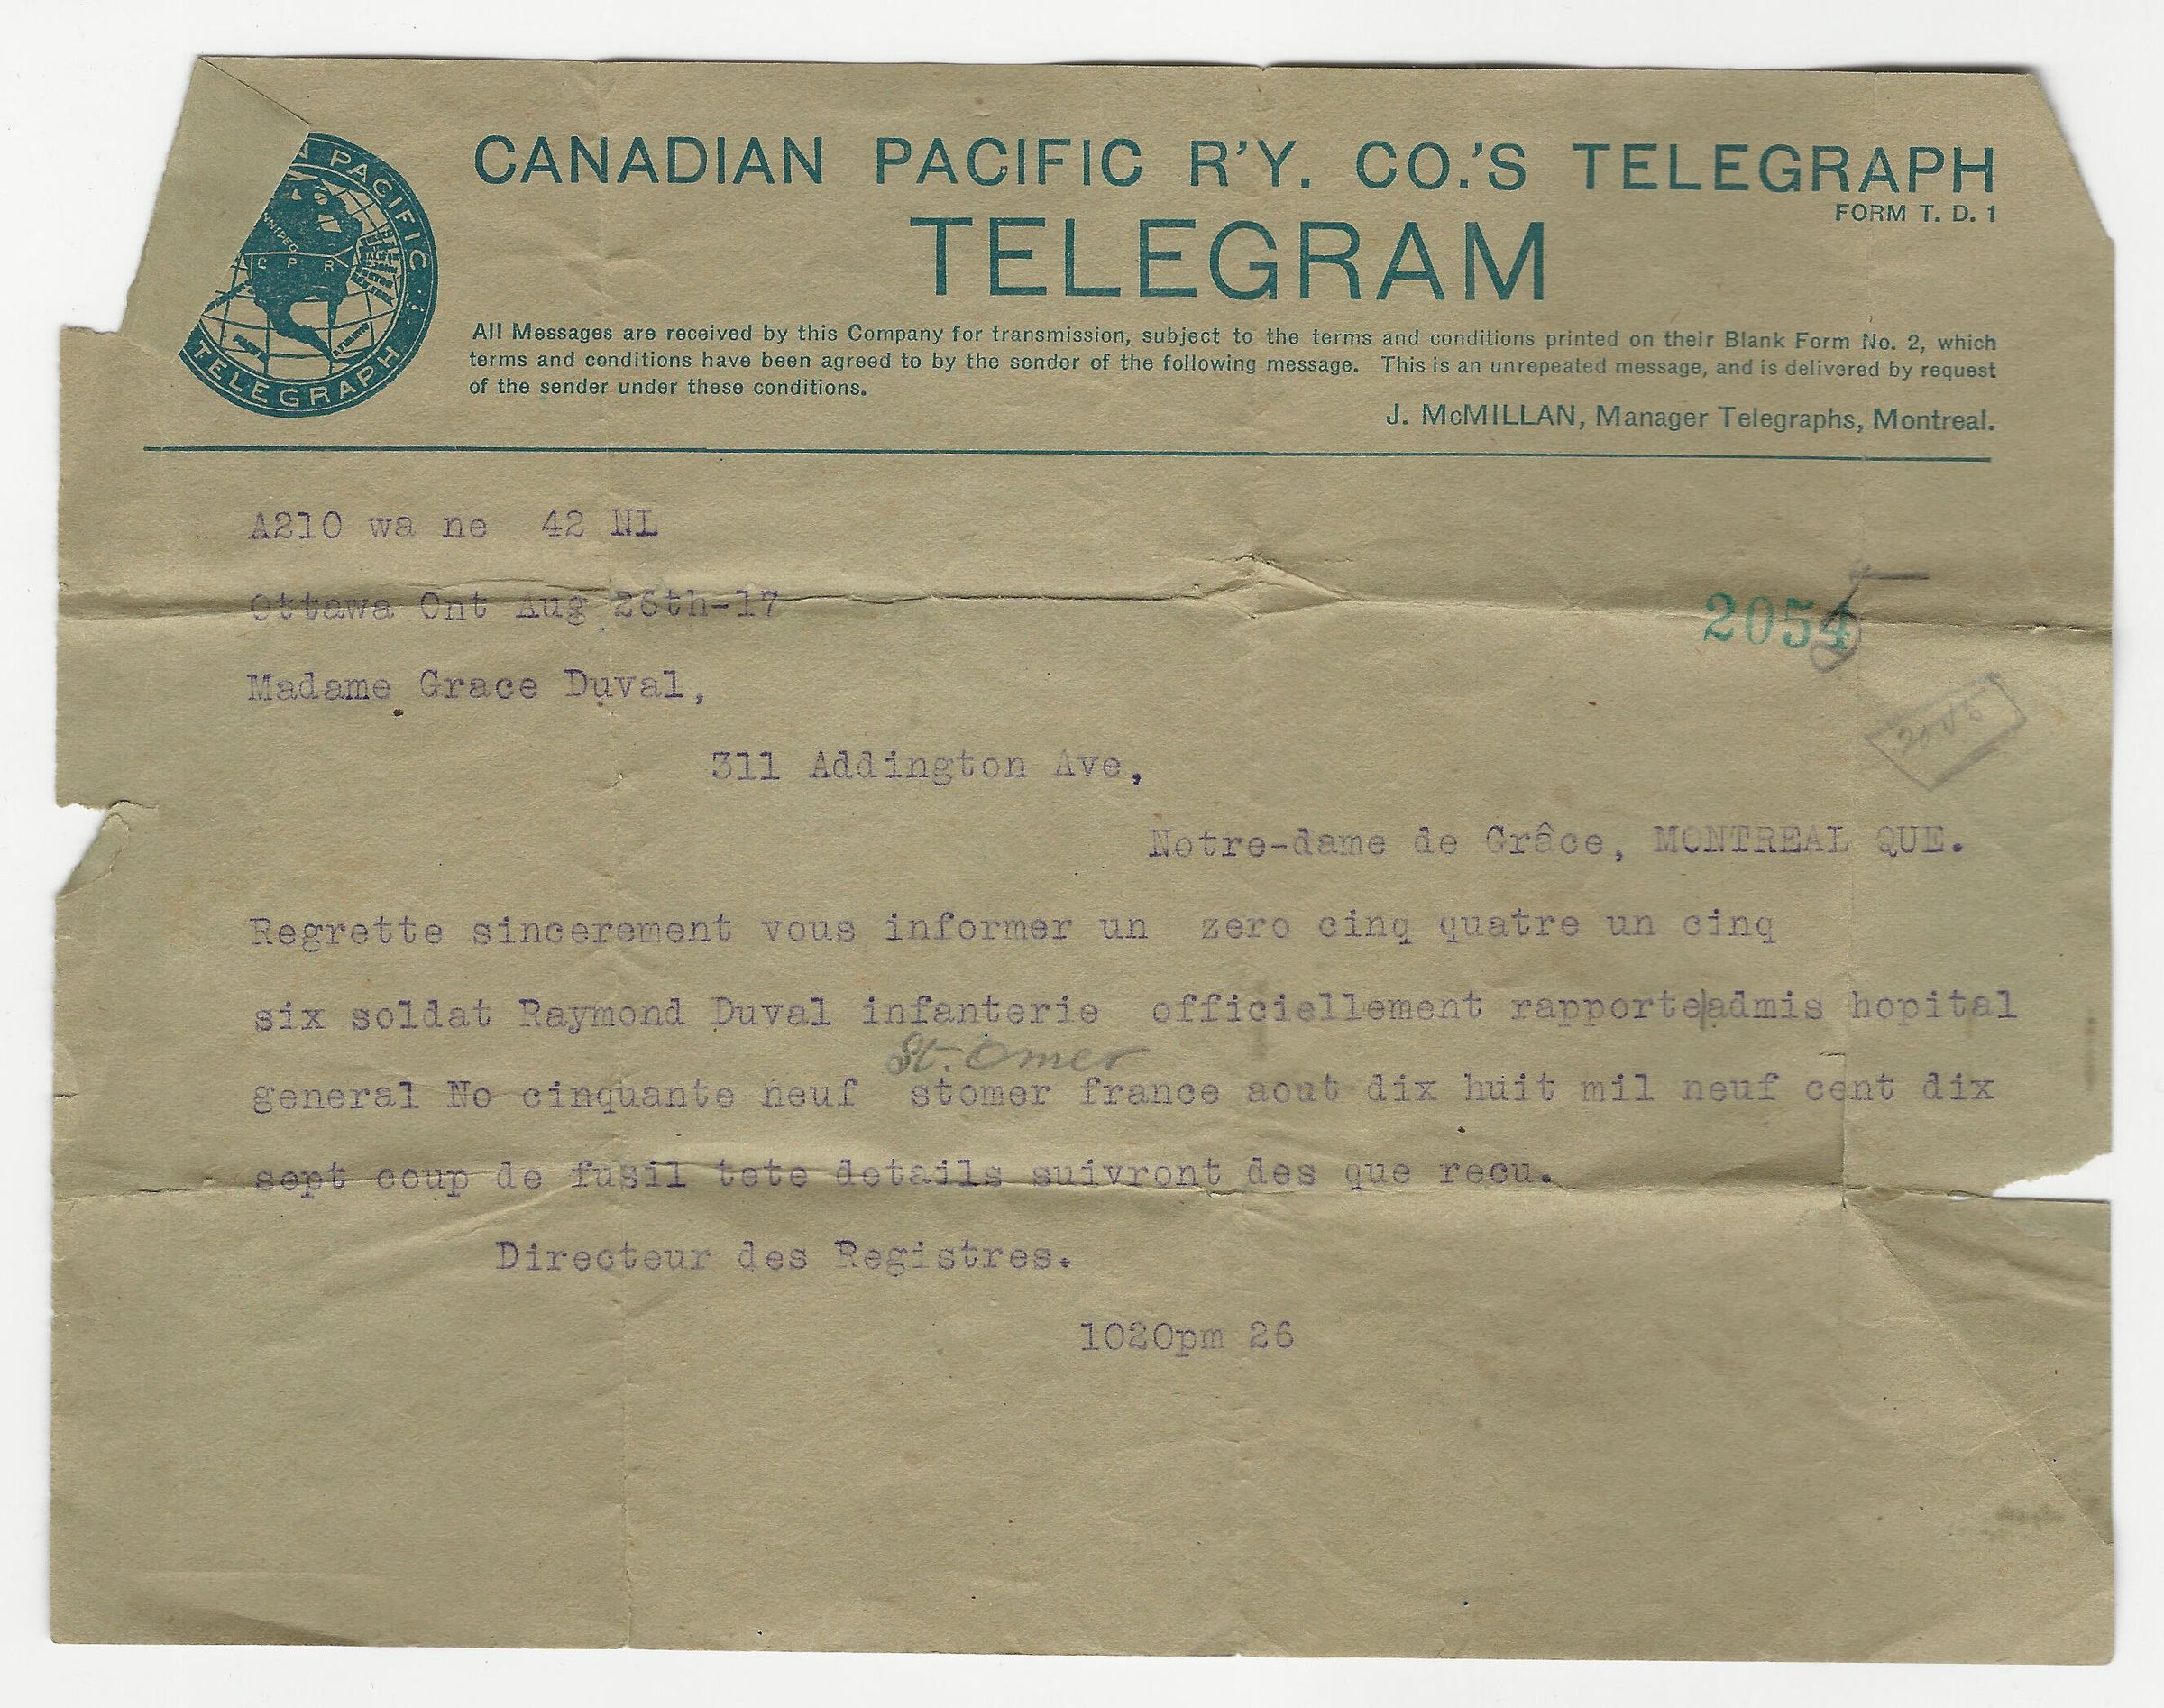 CANADIAN PACIFIC R'Y. CO.'S TELEGRAPH
FORM T. D. 1
TELEGRAM
PACIFIC
C P R
TELEGRAPH
All Messages are received by this Company for transmission, subject to the terms and conditions printed on their Blank Form No. 2, which
terms and conditions have been agreed to by the sender of the following message. This is an unrepeated message, and is delivered by request
of the sender under these conditions.
J. McMILLAN, Manager Telegraphs, Montreal.
A210 wa ne 42 NL
Ottawa Ont Aug 26th-17
Madame Grace Duval,
311 Addington Ave,
Notre-dame de Grâce, MONTREAL QUE.
Regrette sincerement vous informer un zero cinq quatre un cinq
six soldat Raymond Duval infanterie officiellement rapporte|admis hopital
St. Omer
general No cinquante neuf stomer france aout dix huit mil neuf cent dix
sept coup de fusil tete details suivront des que recu.
Directeur des Registres.
1020pm 26